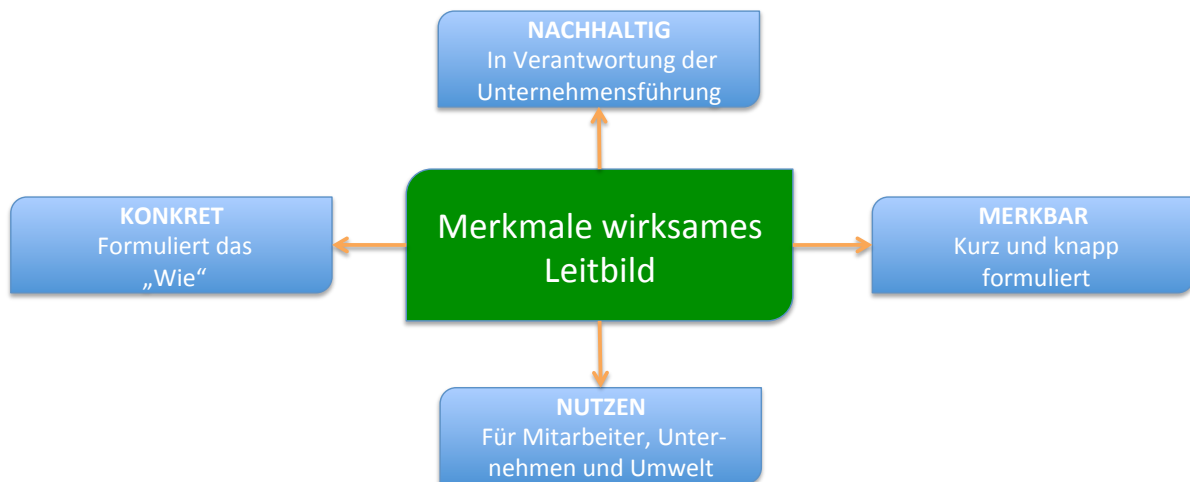 NACHHALTIG
In Verantwortung der
Unternehmensführung
KONKRET
Formuliert das
„Wie“
Merkmale wirksames
Leitbild
MERKBAR
Kurz und knapp
formuliert
NUTZEN
Für Mitarbeiter, Unter-
nehmen und Umwelt